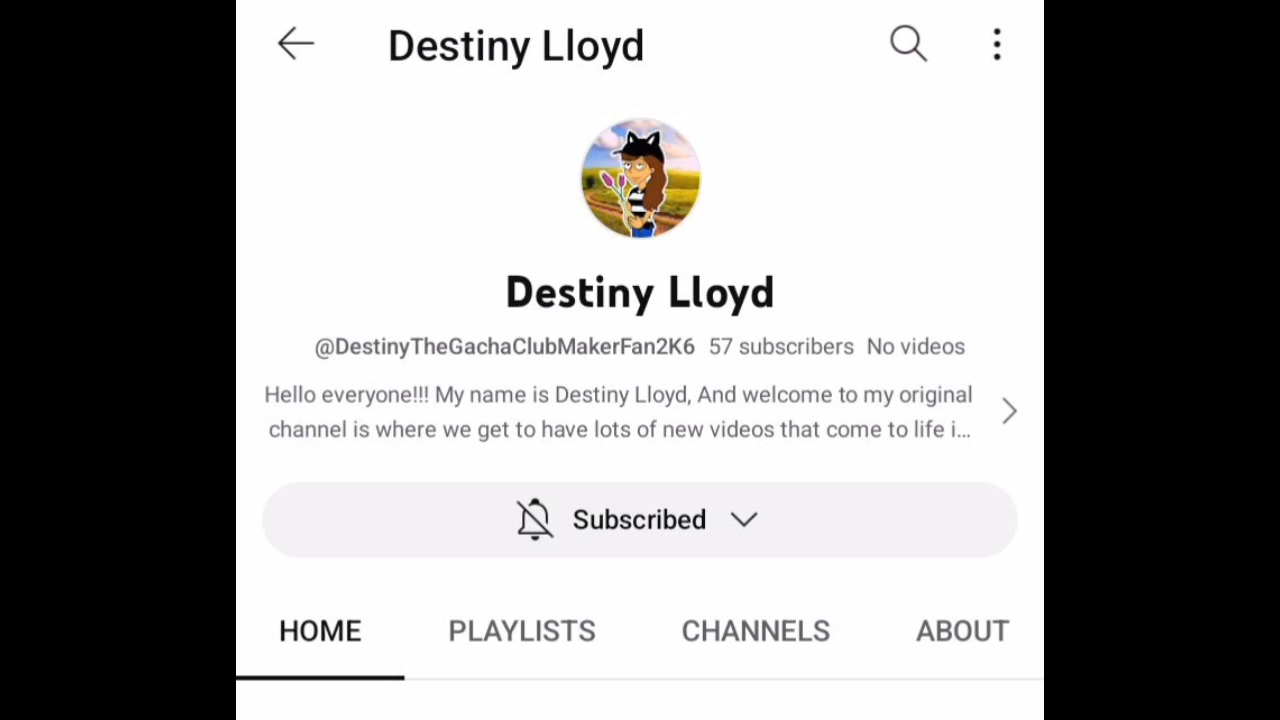 Destiny Lloyd
Destiny Lloyd
@DestinyTheGachaClubMakerFan2K6 57 subscribers No videos
Hello everyone!!! My name is Destiny Lloyd, And welcome to my original
channel is where we get to have lots of new videos that come to life i...
Subscribed
HOME PLAYLISTS CHANNELS ABOUT